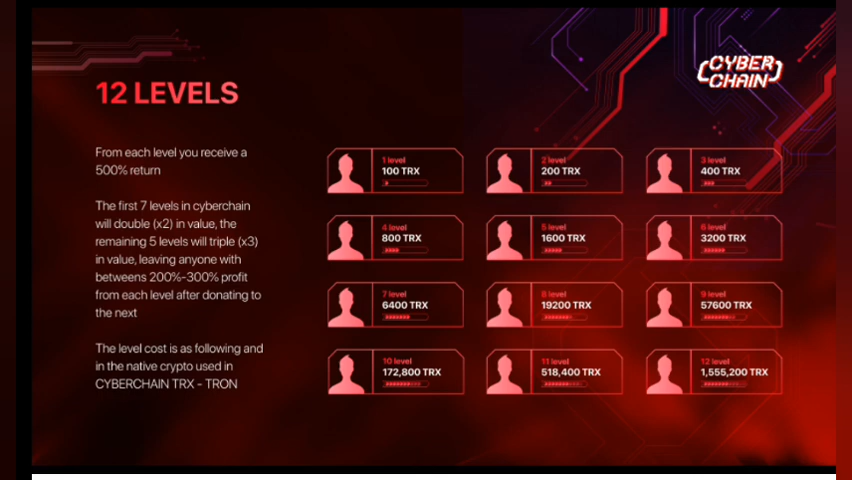 CYBER
CHAIN
12 LEVELS
From each level you receive a
500% return
The first 7 levels in cyberchain
will double (x2) in value, the
remaining 5 levels will triple (x3)
in value, leaving anyone with
betweens 200%-300% profit
from each level after donating to
the next
The level cost is as following and
in the native crypto used in
CYBERCHAIN TRX - TRON
1 level
100 TRX
2 level
200 TRX
3 level
400 TRX
4 level
800 TRX
5 level
1600 TRX
6 level
3200 TRX
7 level
6400 TRX
8 level
19200 TRX
9 level
57600 TRX
10 level
172,800 TRX
11 level
518,400 TRX
12 level
1,555,200 TRX